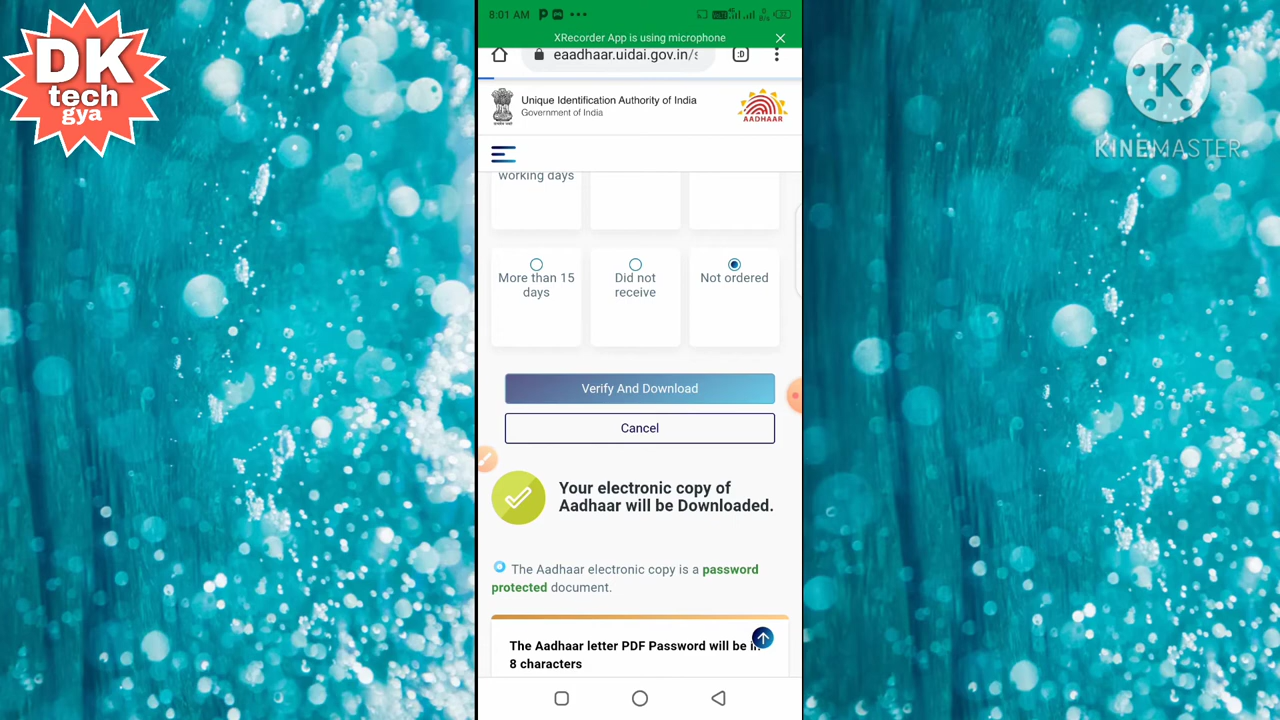 DK
tech
gya
K
KINEMASTER
8:01 AM P
XRecorder App is using microphone
eaadhaar.uidai.gov.in/s
:D
Unique Identification Authority of India
Government of India
AADHAAR
working days
More than 15
days
Did not
receive
Not ordered
Verify And Download
Cancel
Your electronic copy of
Aadhaar will be Downloaded.
The Aadhaar electronic copy is a password
protected document.
The Aadhaar letter PDF Password will be in
8 characters